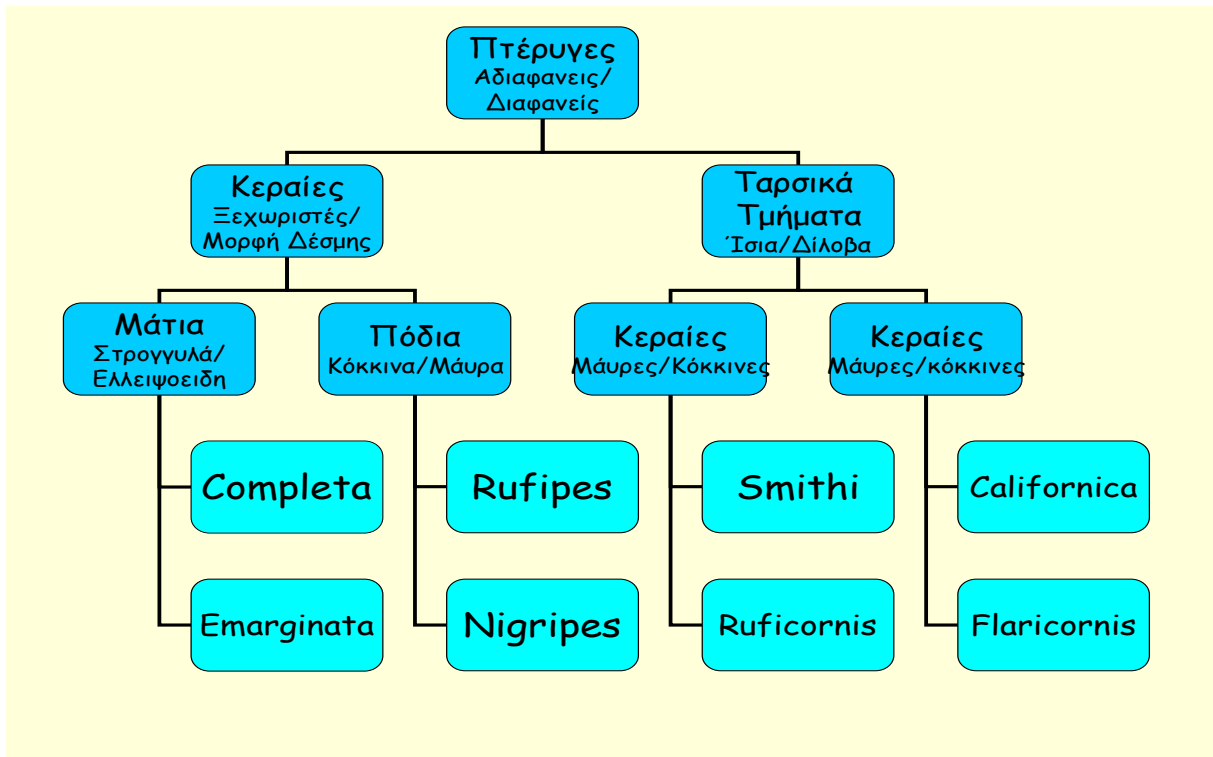 Πτέρυγες
Αδιαφανεις/
Διαφανείς
Κεραίες
Ξεχωριστές/
Μορφή Δέσμης
Ταρσικά
Τμήματα
Ίσια/Δίλοβα
Μάτια
Στρογγυλά/
Ελλειψοειδη
Πόδια
Κόκκινα/Μάυρα
Κεραίες
Μάυρες/Κόκκινες
Κεραίες
Μάυρες/κόκκινες
Completa
Rufipes
Smithi
Californica
Emarginata
Nigripes
Ruficornis
Flaricornis